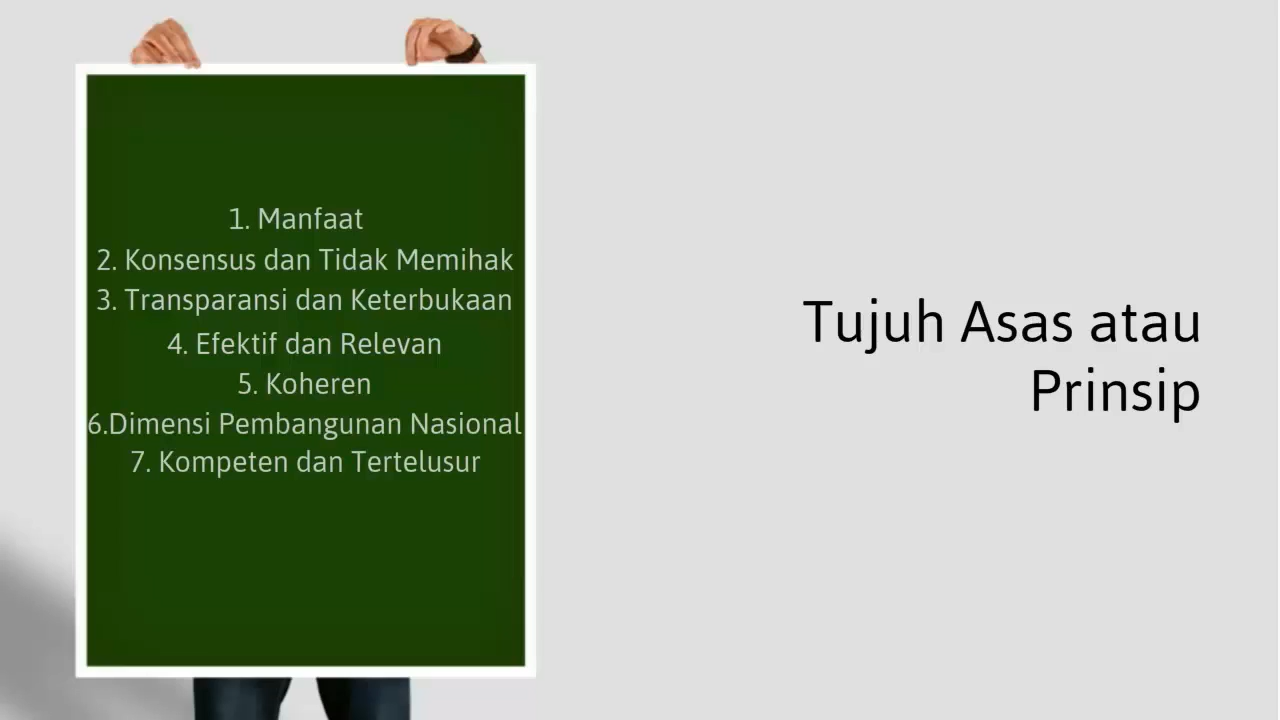 1. Manfaat
2. Konsensus dan Tidak Memihak
3. Transparansi dan Keterbukaan
4. Efektif dan Relevan
5. Koheren
6.Dimensi Pembangunan Nasional
7. Kompeten dan Tertelusur
Tujuh Asas atau
Prinsip